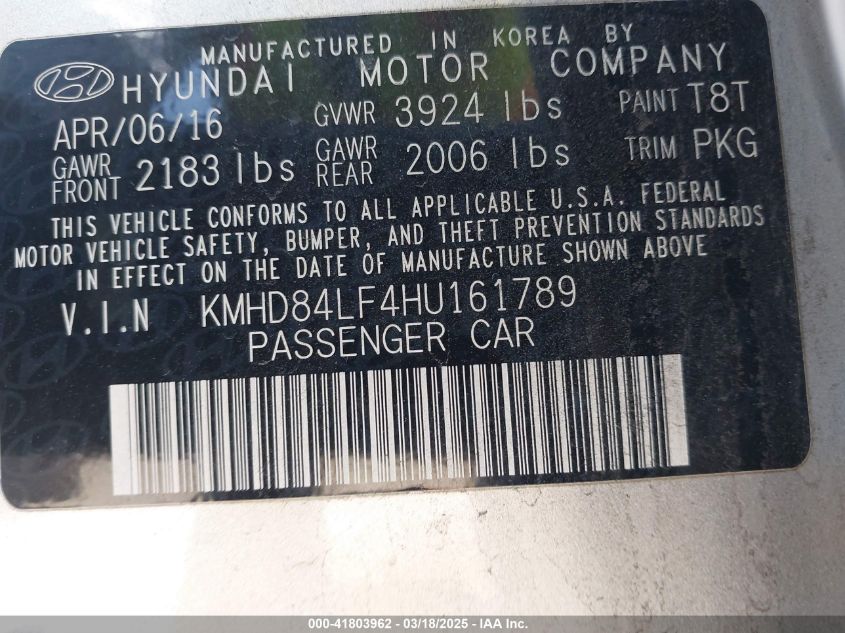 MANUFACTURED IN KOREA BY
HYUNDAI MOTOR COMPANY
APR/06/16 GVWR 3924 lbs PAINT T8T
GAWR FRONT 2183 lbs GAWR REAR 2006 lbs TRIM PKG
THIS VEHICLE CONFORMS TO ALL APPLICABLE U.S.A. FEDERAL
MOTOR VEHICLE SAFETY, BUMPER, AND THEFT PREVENTION STANDARDS
IN EFFECT ON THE DATE OF MANUFACTURE SHOWN ABOVE
V.I.N KMHD84LF4HU161789
PASSENGER CAR
000-41803962 - 03/18/2025 - IAA Inc.